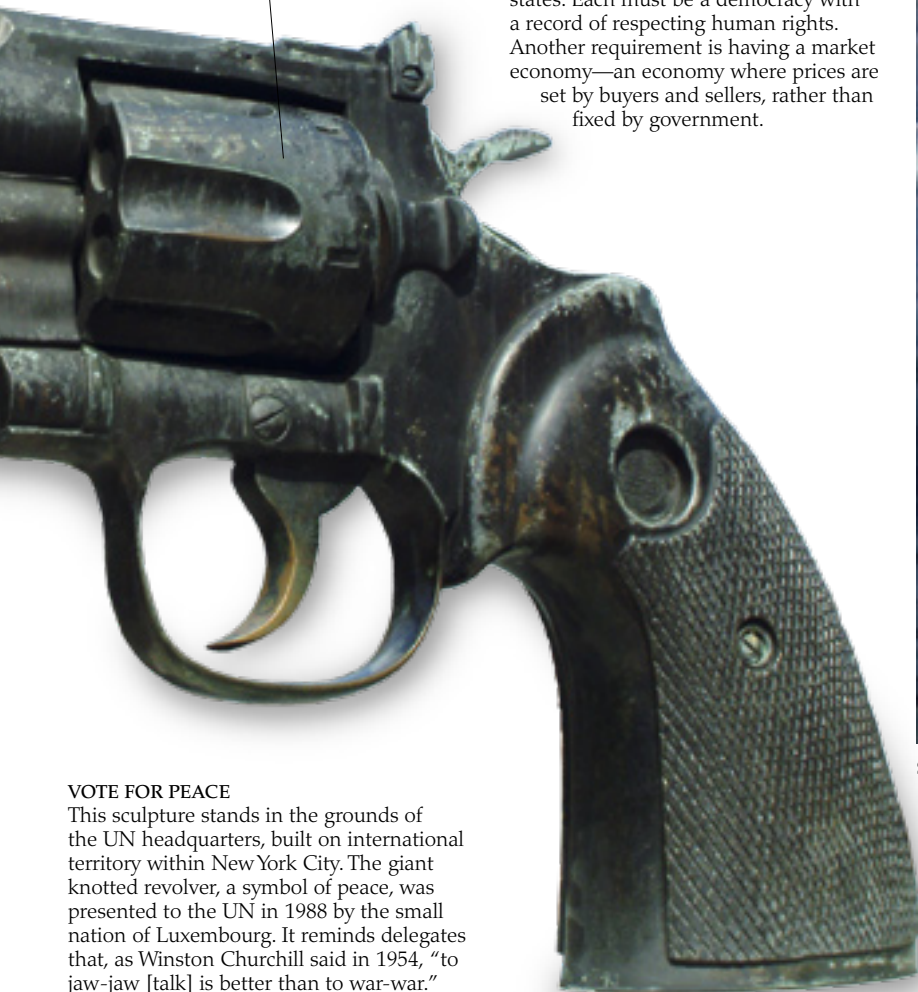 states. Each must be a democracy with
a record of respecting human rights.
Another requirement is having a market
economy—an economy where prices are
set by buyers and sellers, rather than
fixed by government.
VOTE FOR PEACE
This sculpture stands in the grounds of
the UN headquarters, built on international
territory within New York City. The giant
knotted revolver, a symbol of peace, was
presented to the UN in 1988 by the small
nation of Luxembourg. It reminds delegates
that, as Winston Churchill said in 1954, “to
jaw-jaw [talk] is better than to war-war.”